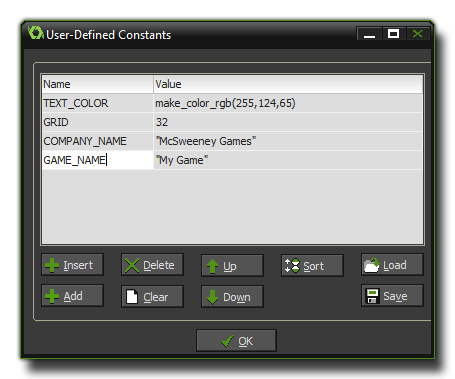 User-Defined Constants
Name Value
TEXT_COLOR make_color_rgb(255,124,65)
GRID 32
COMPANY_NAME "McSweeney Games"
GAME_NAME "My Game"
Insert Delete Up Sort Load
Add Clear Down Save
OK